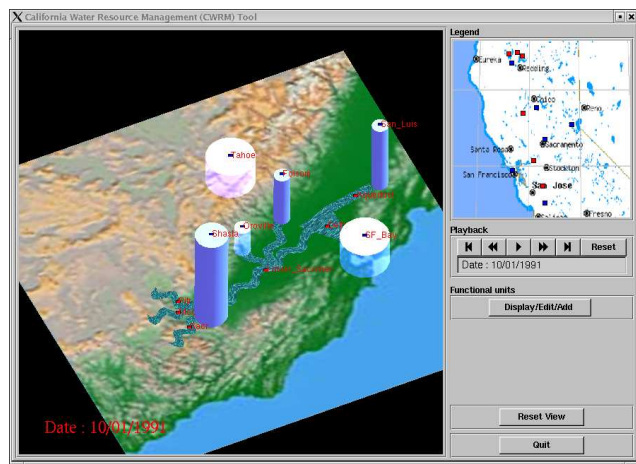 California Water Resource Management (CWRM) Tool
San_Luis
Tahoe
Folsom
Oroville
Shasta
SF_Bay
Date : 10/01/1991
Legend
Eureka
Redding
Chico
Reno
Santa Rosa
Sacramento
Stockton
San Francisco
San Jose
Fresno
Playback
Reset
Date : 10/01/1991
Functional units
Display/Edit/Add
Reset View
Quit